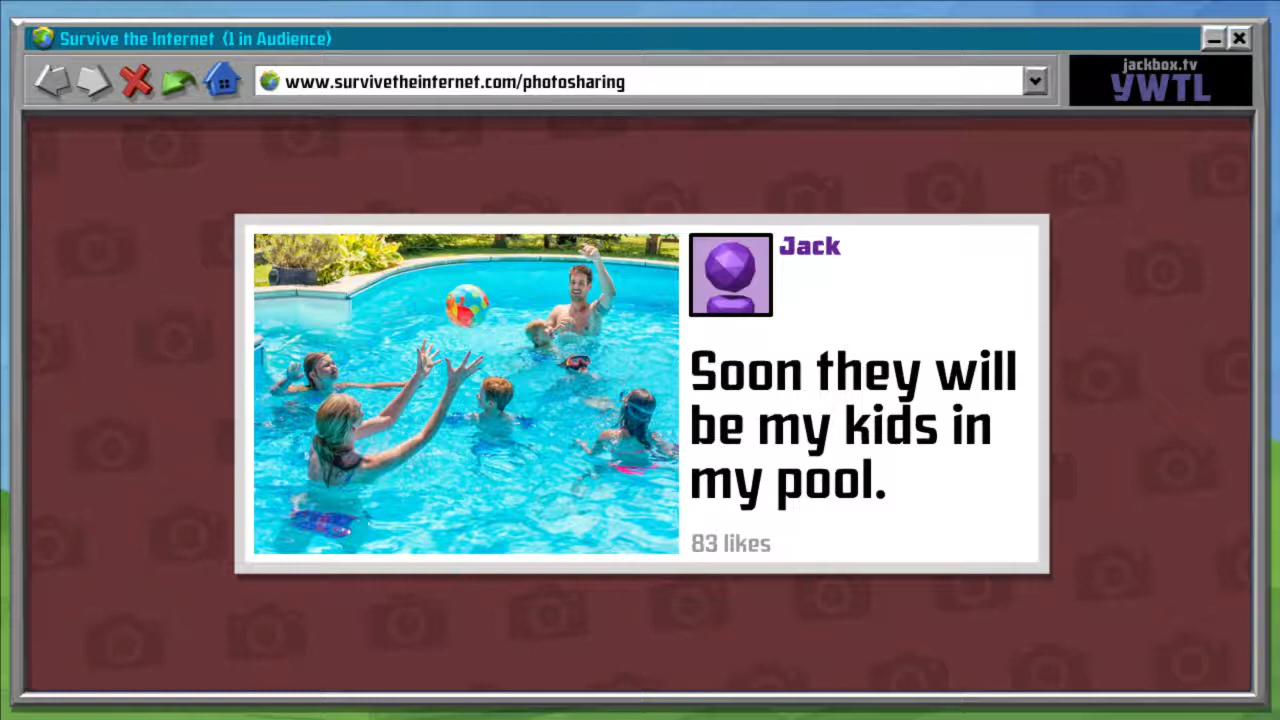 Survive the Internet (1 in Audience)
www.survivetheinternet.com/photosharing
jackbox.tv
YWTL
Jack
Soon they will
be my kids in
my pool.
83 likes